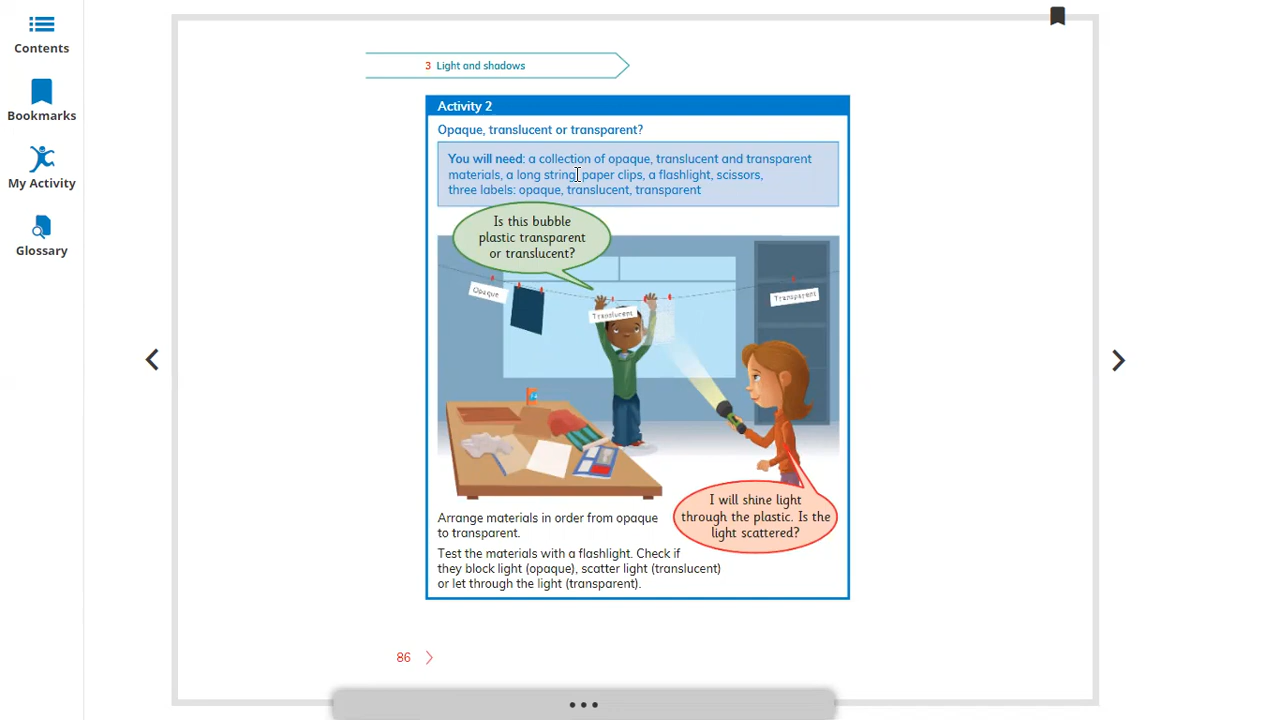 Contents
Bookmarks
My Activity
Glossary
3 Light and shadows
Activity 2
Opaque, translucent or transparent?
You will need: a collection of opaque, translucent and transparent
materials, a long string, paper clips, a flashlight, scissors,
three labels: opaque, translucent, transparent
Is this bubble
plastic transparent
or translucent?
Opaque
Translucent
Transparent
I will shine light
through the plastic. Is the
light scattered?
Arrange materials in order from opaque
to transparent.
Test the materials with a flashlight. Check if
they block light (opaque), scatter light (translucent)
or let through the light (transparent).
86